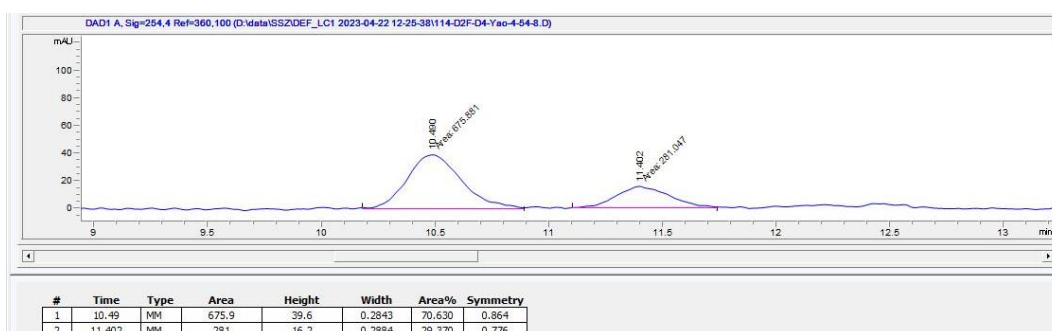 DAD1 A, Sig=254,4 Ref=360,100 (D:\data\SSZ\DEF_LC1 2023-04-22 12-25-38\114-D2F-D4-Yao-4-54-8.D)
mAU
100
80
60
40
20
0
10.490
Area: 675.881
11.402
Area: 281.047
9 9.5 10 10.5 11 11.5 12 12.5 13 min
# Time Type Area Height Width Area% Symmetry
1 10.49 MM 675.9 39.6 0.2843 70.630 0.864
2 11.402 MM 281 16.2 0.2884 29.370 0.776